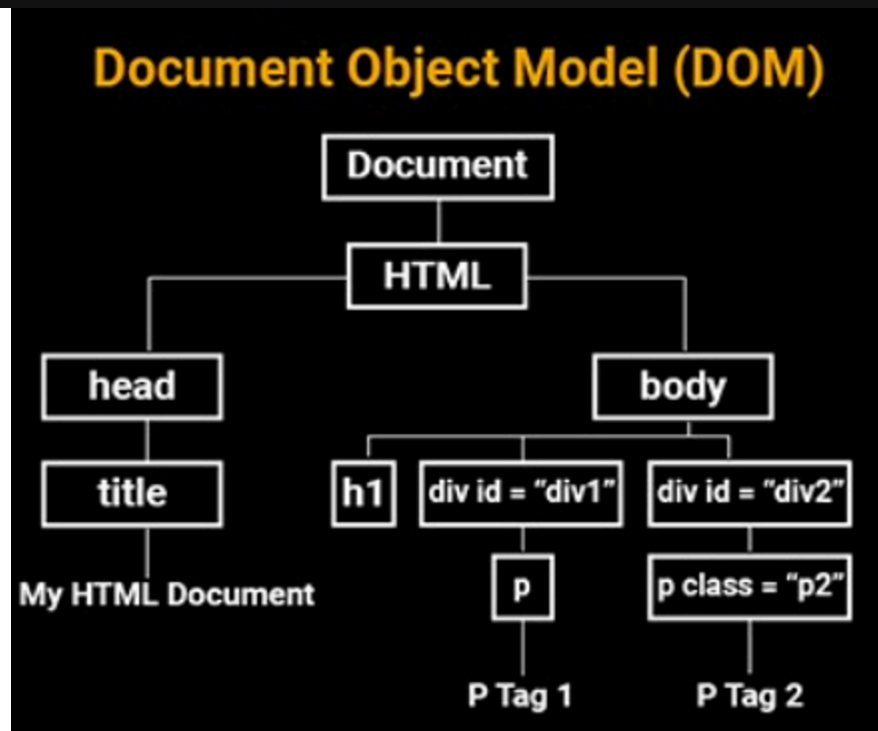 Document Object Model (DOM)
Document
HTML
head
body
title
h1
div id = “div1”
div id = “div2”
My HTML Document
p
p class = “p2”
P Tag 1
P Tag 2